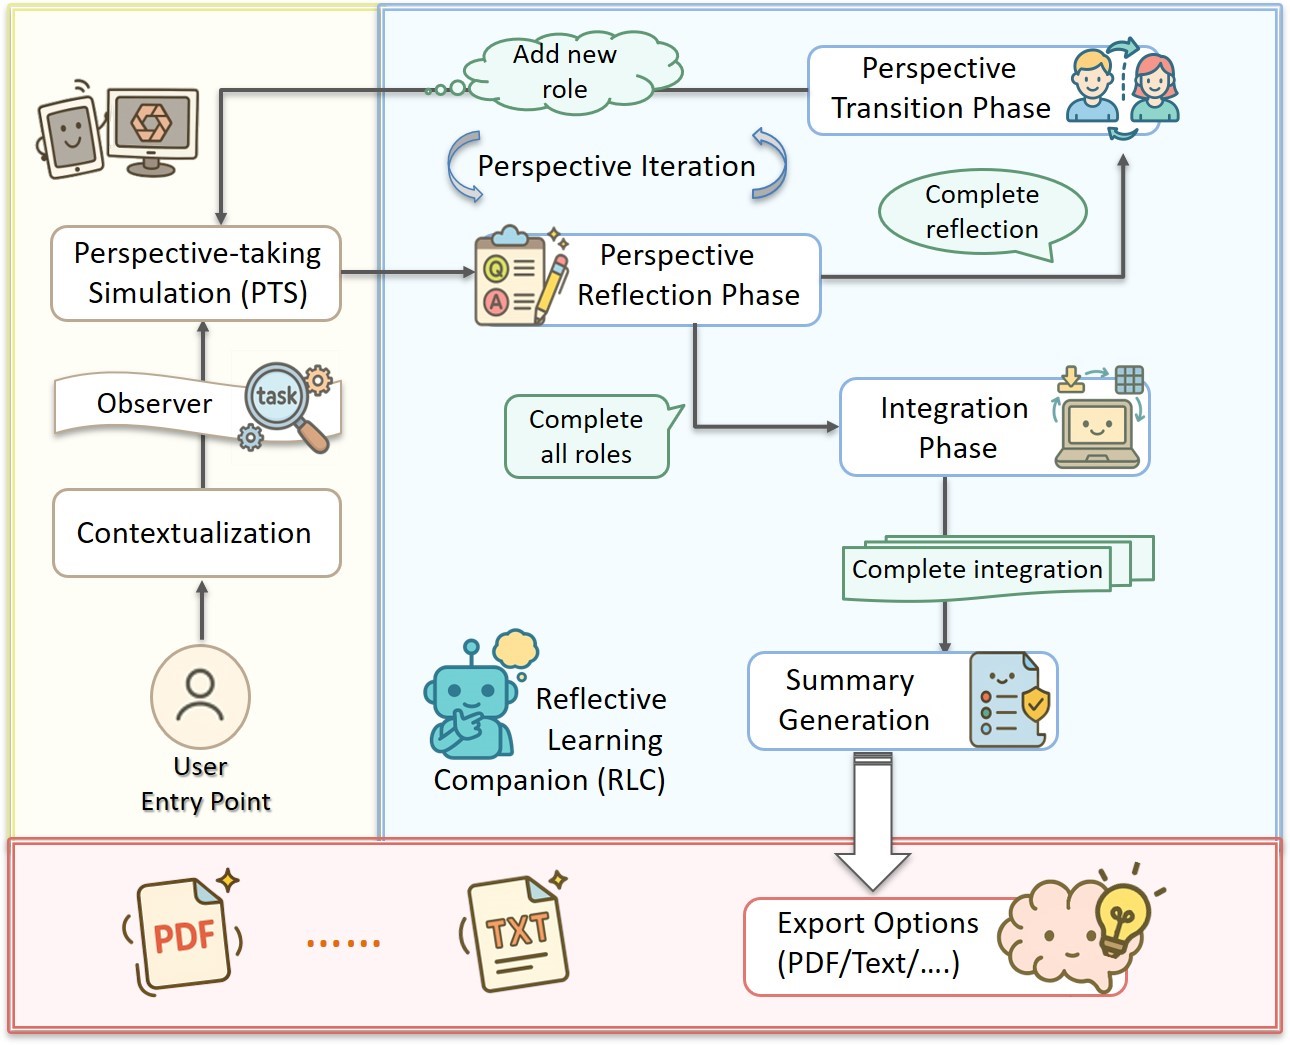 Add new
role
Perspective
Transition Phase
Perspective Iteration
Complete
reflection
Perspective-taking
Simulation (PTS)
Q
A
Perspective
Reflection Phase
Observer
task
Complete
all roles
Integration
Phase
Contextualization
Complete integration
User
Entry Point
Reflective
Learning
Companion (RLC)
Summary
Generation
PDF
......
TXT
Export Options
(PDF/Text/....)